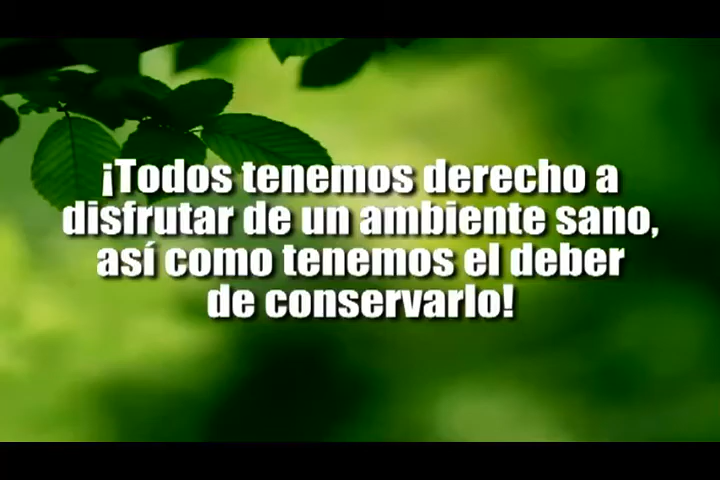 ¡Todos tenemos derecho a
disfrutar de un ambiente sano,
así como tenemos el deber
de conservarlo!